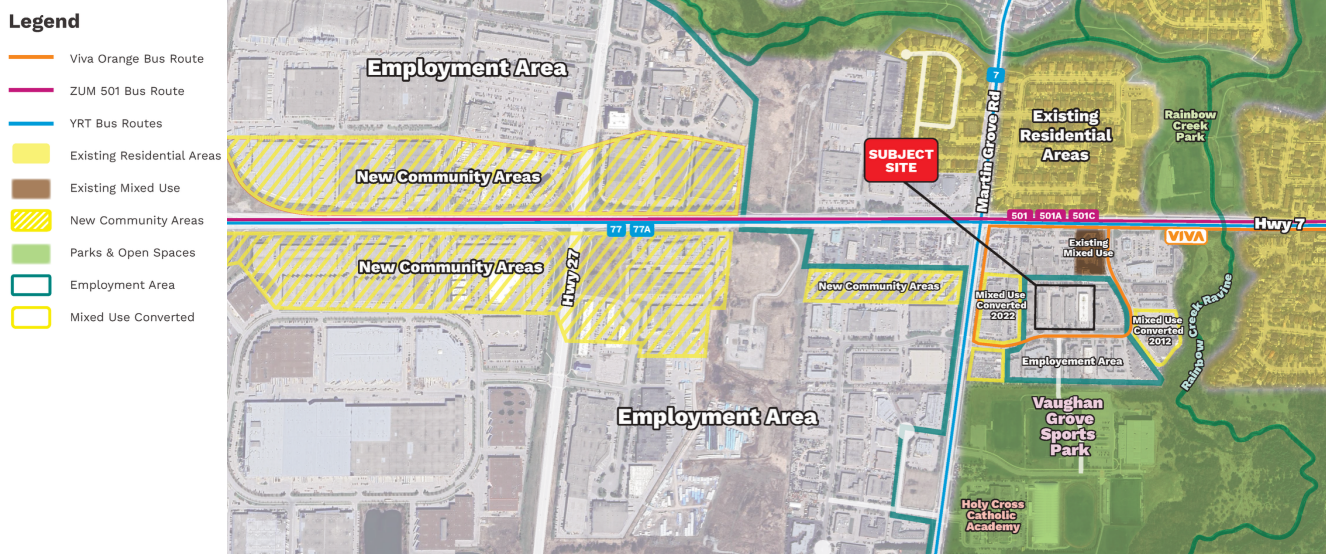 Legend
Viva Orange Bus Route
ZUM 501 Bus Route
YRT Bus Routes
Existing Residential Areas
Existing Mixed Use
New Community Areas
Parks & Open Spaces
Employment Area
Mixed Use Converted
Employment Area
7
Martin Grove Rd
Existing
Residential
Areas
Rainbow
Creek
Park
SUBJECT
SITE
New Community Areas
501
501A
501C
Hwy 7
77
77A
VIVA
Existing
Mixed Use
New Community Areas
Hwy 27
New Community Areas
Mixed Use
Converted
2022
Mixed Use
Converted
2012
Rainbow Creek Ravine
Employement Area
Employment Area
Vaughan
Grove
Sports
Park
Holy Cross
Catholic
Academy